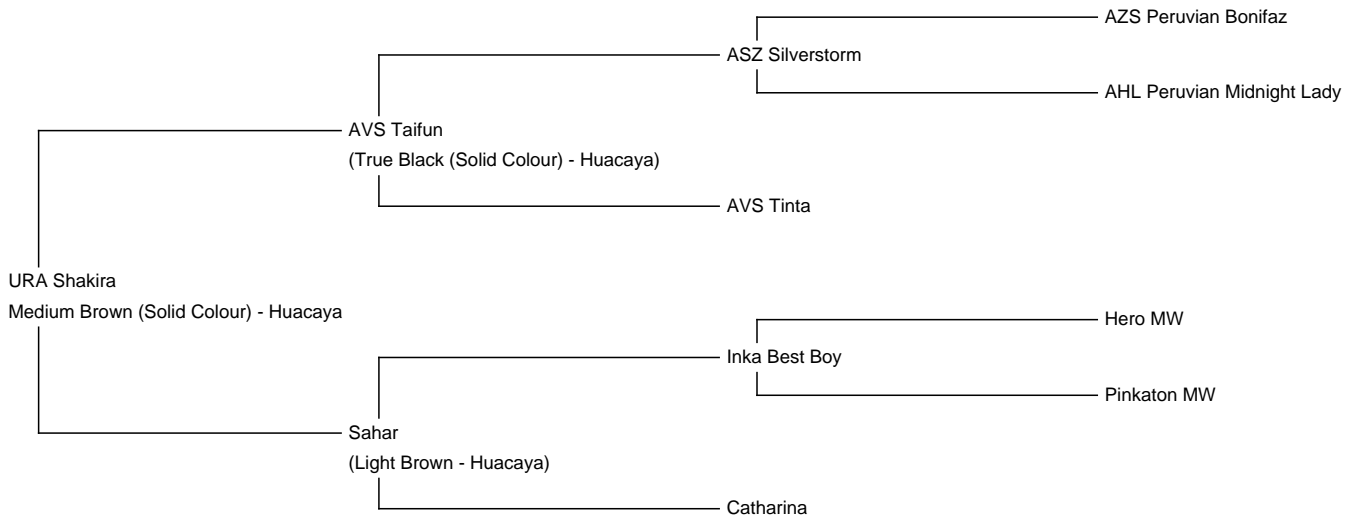 AZS Peruvian Bonifaz
ASZ Silverstorm
AHL Peruvian Midnight Lady
AVS Taifun
(True Black (Solid Colour) - Huacaya)
AVS Tinta
URA Shakira
Medium Brown (Solid Colour) - Huacaya
Hero MW
Inka Best Boy
Pinkaton MW
Sahar
(Light Brown - Huacaya)
Catharina